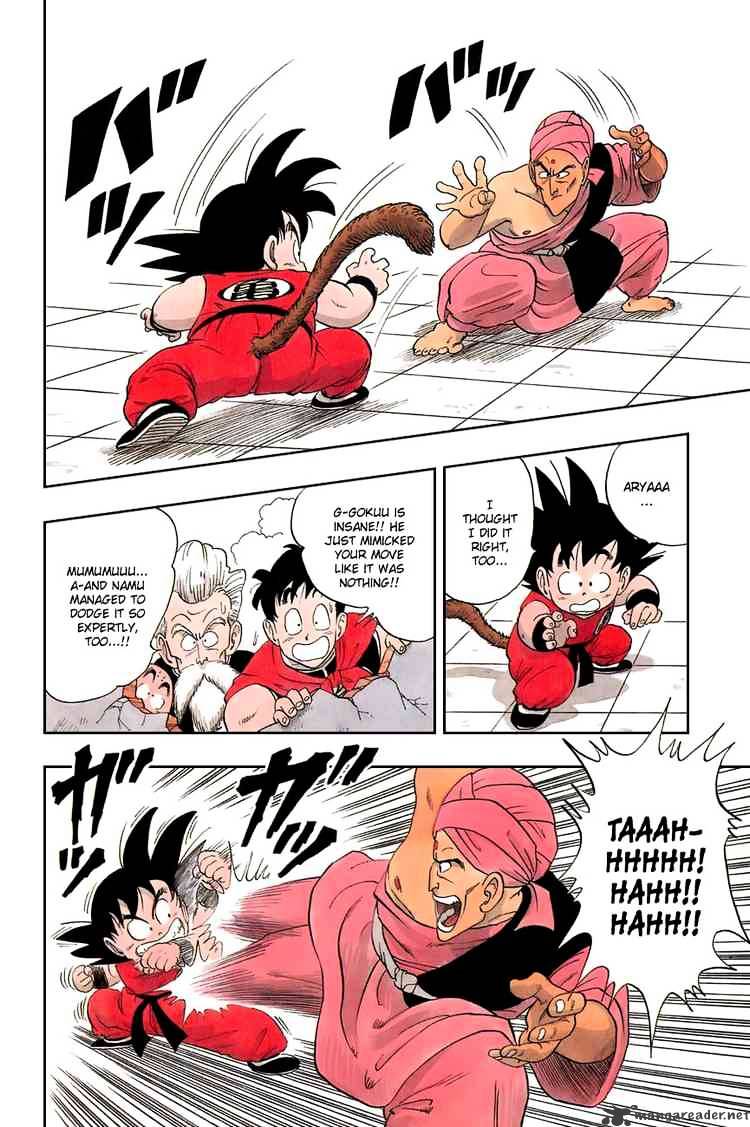 バッ
バッ
亀
ARYAAA
...
I
THOUGHT
I DID IT
RIGHT,
TOO...
G-GOKUU IS
INSANE!! HE
JUST MIMICKED
YOUR MOVE
LIKE IT WAS
NOTHING!!
MUMUMUUU...
A-AND NAMU
MANAGED TO
DODGE IT SO
EXPERTLY,
TOO...!!
TAAAH-
HHHHH!
HAHH!!
HAHH!!
ガッ
ガッ
mangareader.net